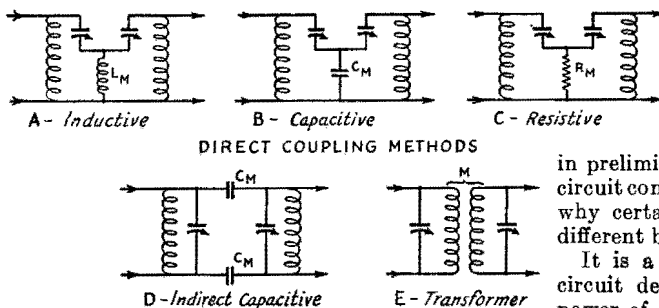 L_M
C_M
R_M
A - Inductive
B - Capacitive
C - Resistive
DIRECT COUPLING METHODS
C_M
M
C_M
D - Indirect Capacitive
E - Transformer
in prelimi
circuit con
why certa
different b
It is a
circuit de